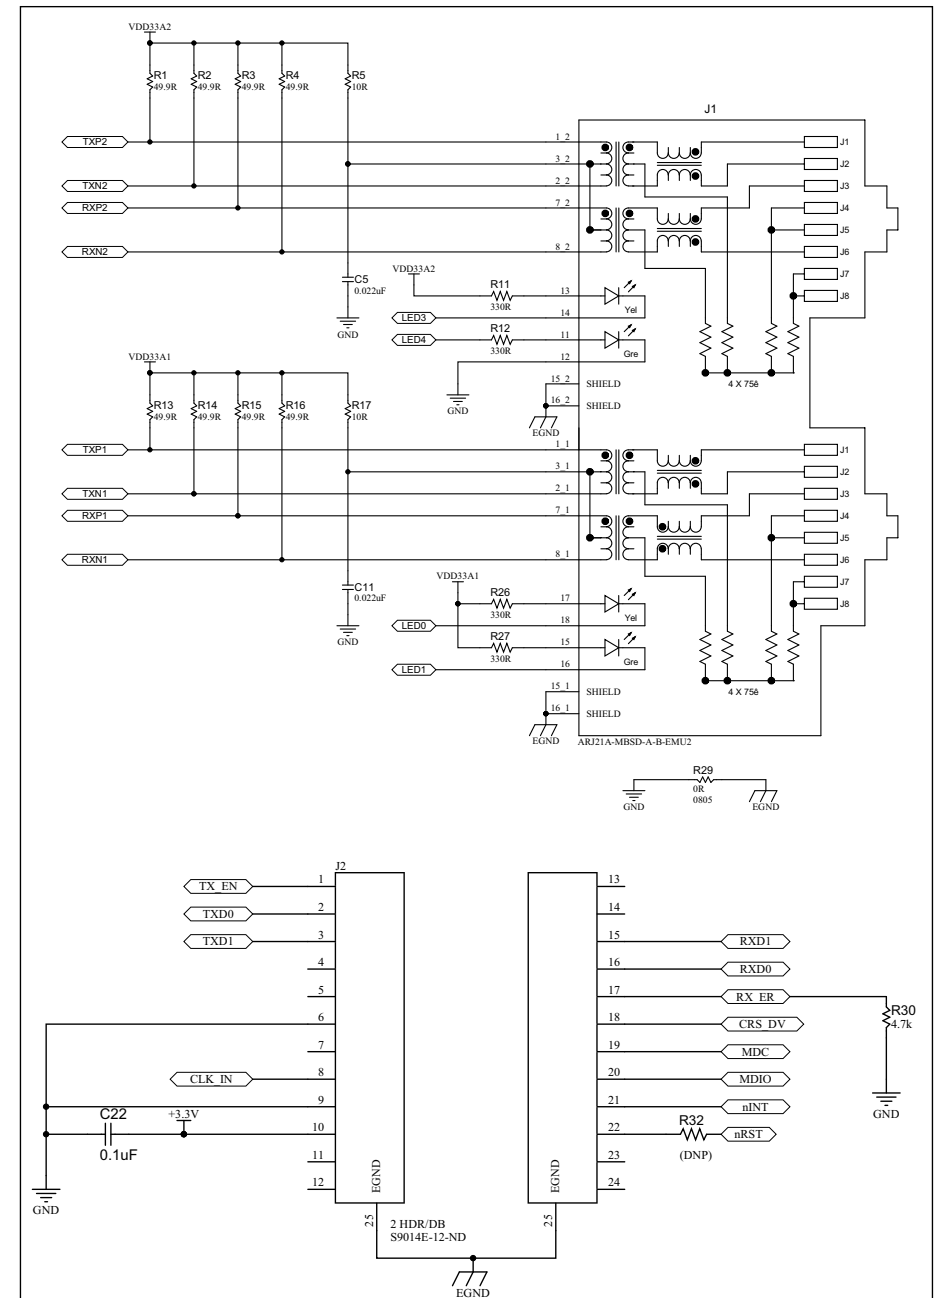 VDD33A2
R1
49.9R
R2
49.9R
R3
49.9R
R4
49.9R
R5
10R
J1
TXP2
1_2
J1
3_2
J2
TXN2
2_2
J3
RXP2
7_2
J4
J5
RXN2
8_2
J6
J7
J8
C5
0.022uF
GND
VDD33A2
R11
330R
13
Yel
LED3
14
LED4
R12
330R
11
Gre
12
GND
4 X 75ê
15_2
SHIELD
16_2
SHIELD
EGND
VDD33A1
R13
49.9R
R14
49.9R
R15
49.9R
R16
49.9R
R17
10R
TXP1
1_1
J1
3_1
J2
TXN1
2_1
J3
RXP1
7_1
J4
J5
RXN1
8_1
J6
J7
J8
C11
0.022uF
GND
VDD33A1
R26
330R
17
Yel
LED0
18
R27
330R
15
Gre
LED1
16
4 X 75ê
15_1
SHIELD
16_1
SHIELD
EGND
ARJ21A-MBSD-A-B-EMU2
R29
0R
0805
GND
EGND
J2
TX_EN
1
TXD0
2
TXD1
3
4
5
6
7
CLK_IN
8
9
C22
0.1uF
+3.3V
10
11
12
GND
EGND
25
2 HDR/DB
S9014E-12-ND
13
14
15
RXD1
16
RXD0
17
RX_ER
R30
4.7k
18
CRS_DV
19
MDC
20
MDIO
GND
21
nINT
22
R32
(DNP)
nRST
23
24
EGND
25
EGND